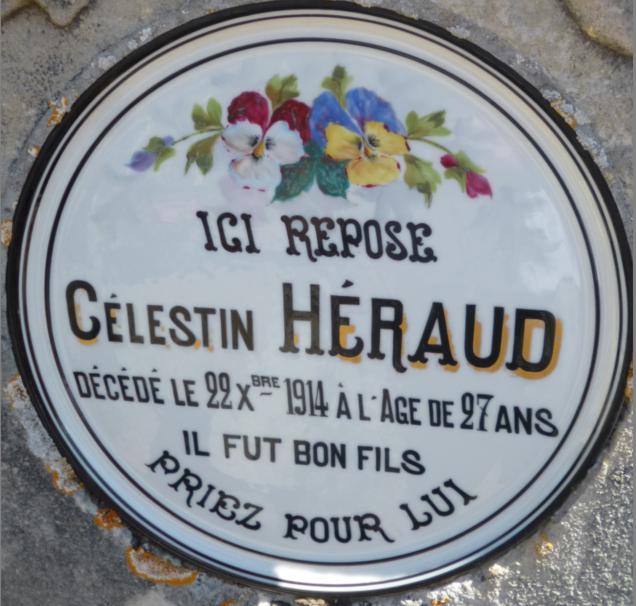 ICI REPOSE
CÉLESTIN HÉRAUD
DÉCÉDÉ LE 22 XBRE 1914 À L'AGE DE 27 ANS
IL FUT BON FILS
PRIEZ POUR LUI